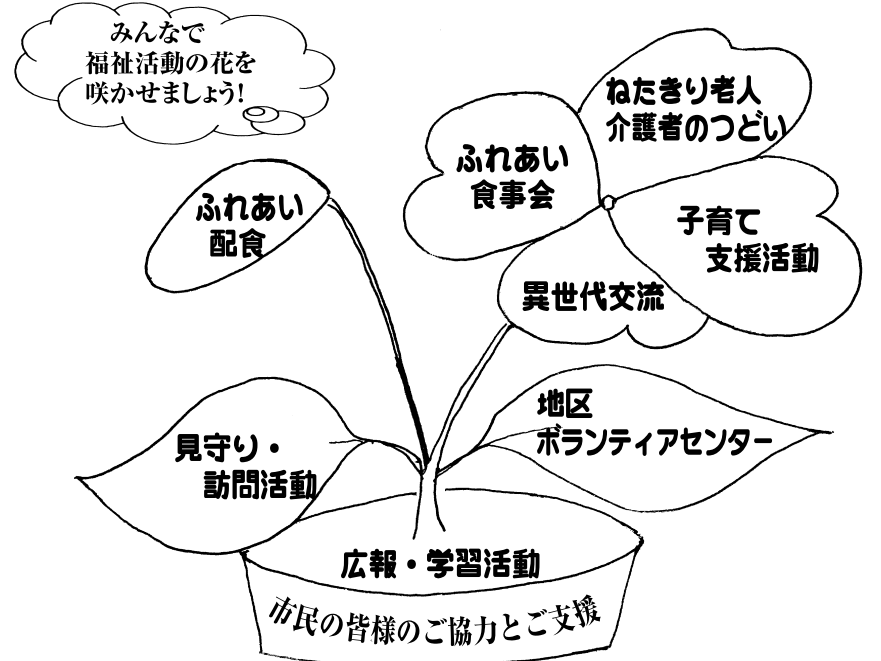 みんなで
福祉活動の花を
咲かせましょう!
ねたきり老人
介護者のつどい
ふれあい
食事会
子育て
支援活動
異世代交流
ふれあい
配食
地区
ボランティアセンター
見守り・
訪問活動
広報・学習活動
市民の皆様のご協力とご支援